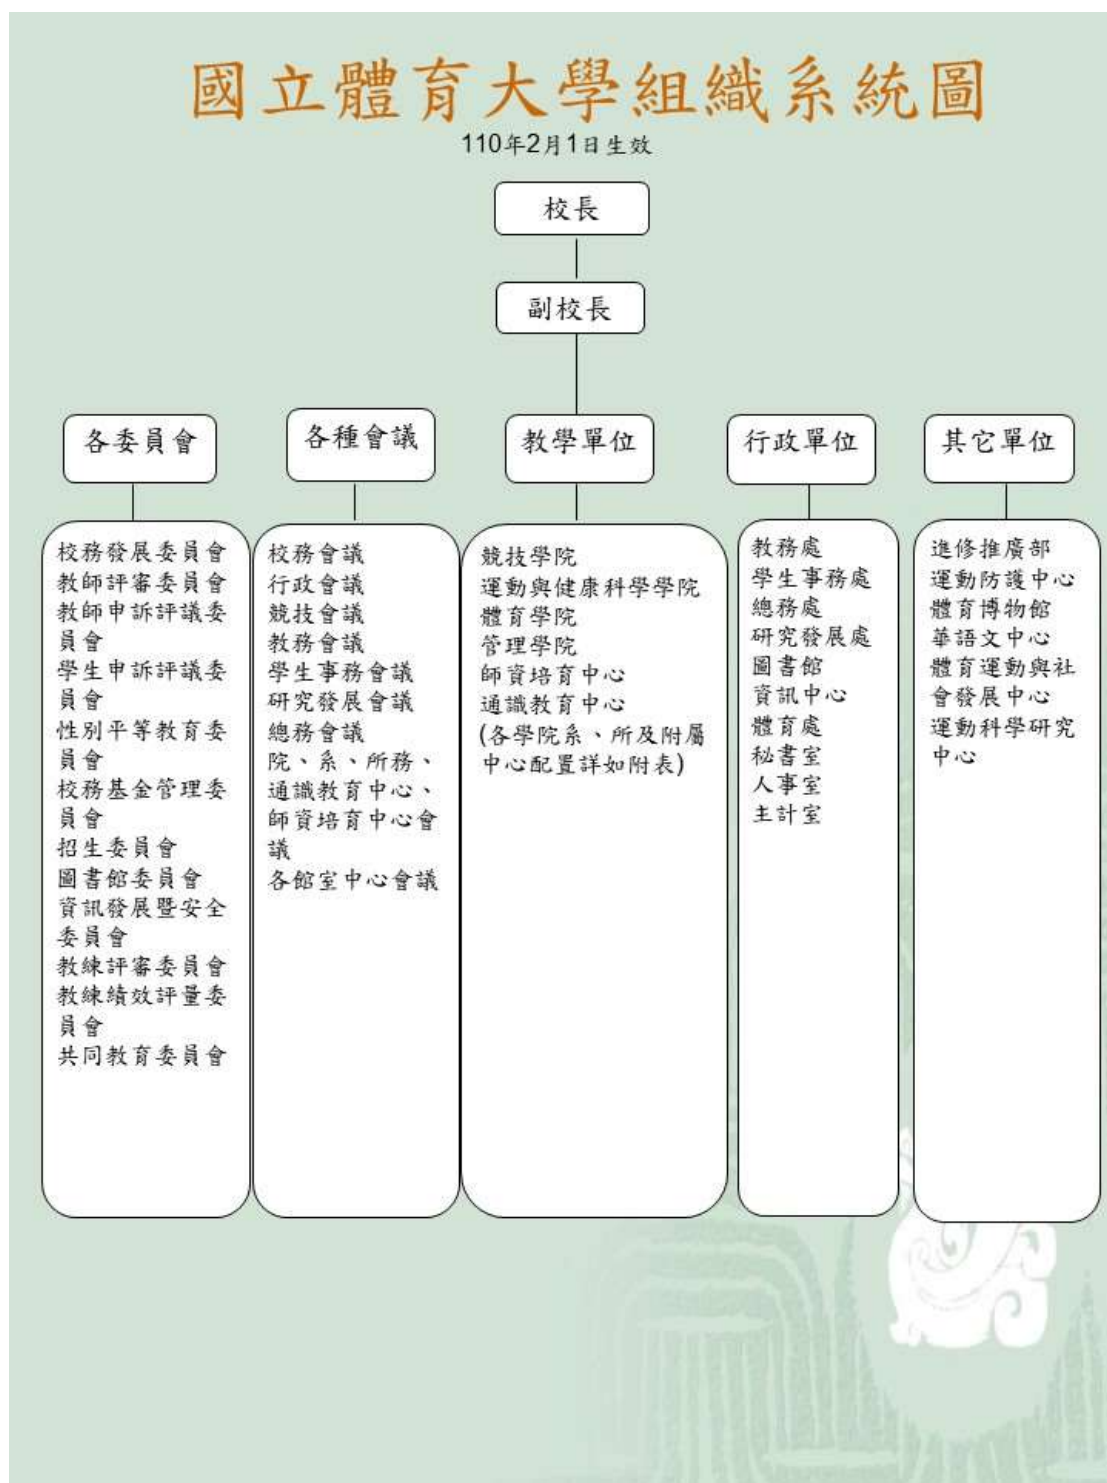 國立體育大學組織系統圖
110年2月1日生效
校長
副校長
各委員會
校務發展委員會
教師評審委員會
教師申訴評議委
員會
學生申訴評議委
員會
性別平等教育委
員會
校務基金管理委
員會
招生委員會
圖書館委員會
資訊發展暨安全
委員會
教練評審委員會
教練績效評量委
員會
共同教育委員會
各種會議
校務會議
行政會議
競技會議
教務會議
學生事務會議
研究發展會議
總務會議
院、系、所務、
通識教育中心、
師資培育中心會
議
各館室中心會議
教學單位
競技學院
運動與健康科學學院
體育學院
管理學院
師資培育中心
通識教育中心
(各學院系、所及附屬
中心配置詳如附表)
行政單位
教務處
學生事務處
總務處
研究發展處
圖書館
資訊中心
體育處
秘書室
人事室
主計室
其它單位
進修推廣部
運動防護中心
體育博物館
華語文中心
體育運動與社
會發展中心
運動科學研究
中心